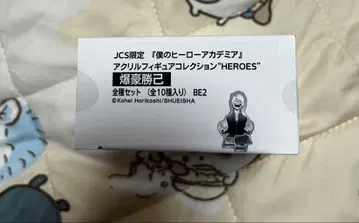 JCS限定 『僕のヒーローアカデミア』
アクリルフィギュアコレクション"HEROES"
爆豪勝己
全種セット (全10種入り) BE2
©Kohei Horikoshi/SHUEISHA